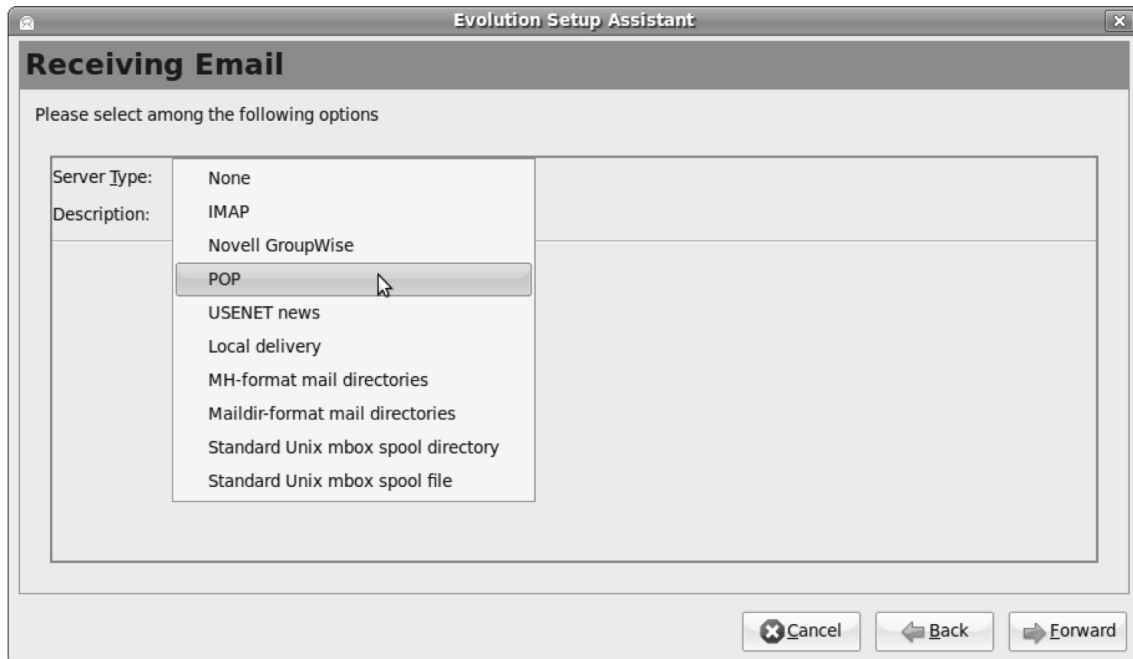 Evolution Setup Assistant
Receiving Email
Please select among the following options
Server Type:
None
IMAP
Description:
Novell GroupWise
POP
USENET news
Local delivery
MH-format mail directories
Maildir-format mail directories
Standard Unix mbox spool directory
Standard Unix mbox spool file
Cancel
Back
Forward